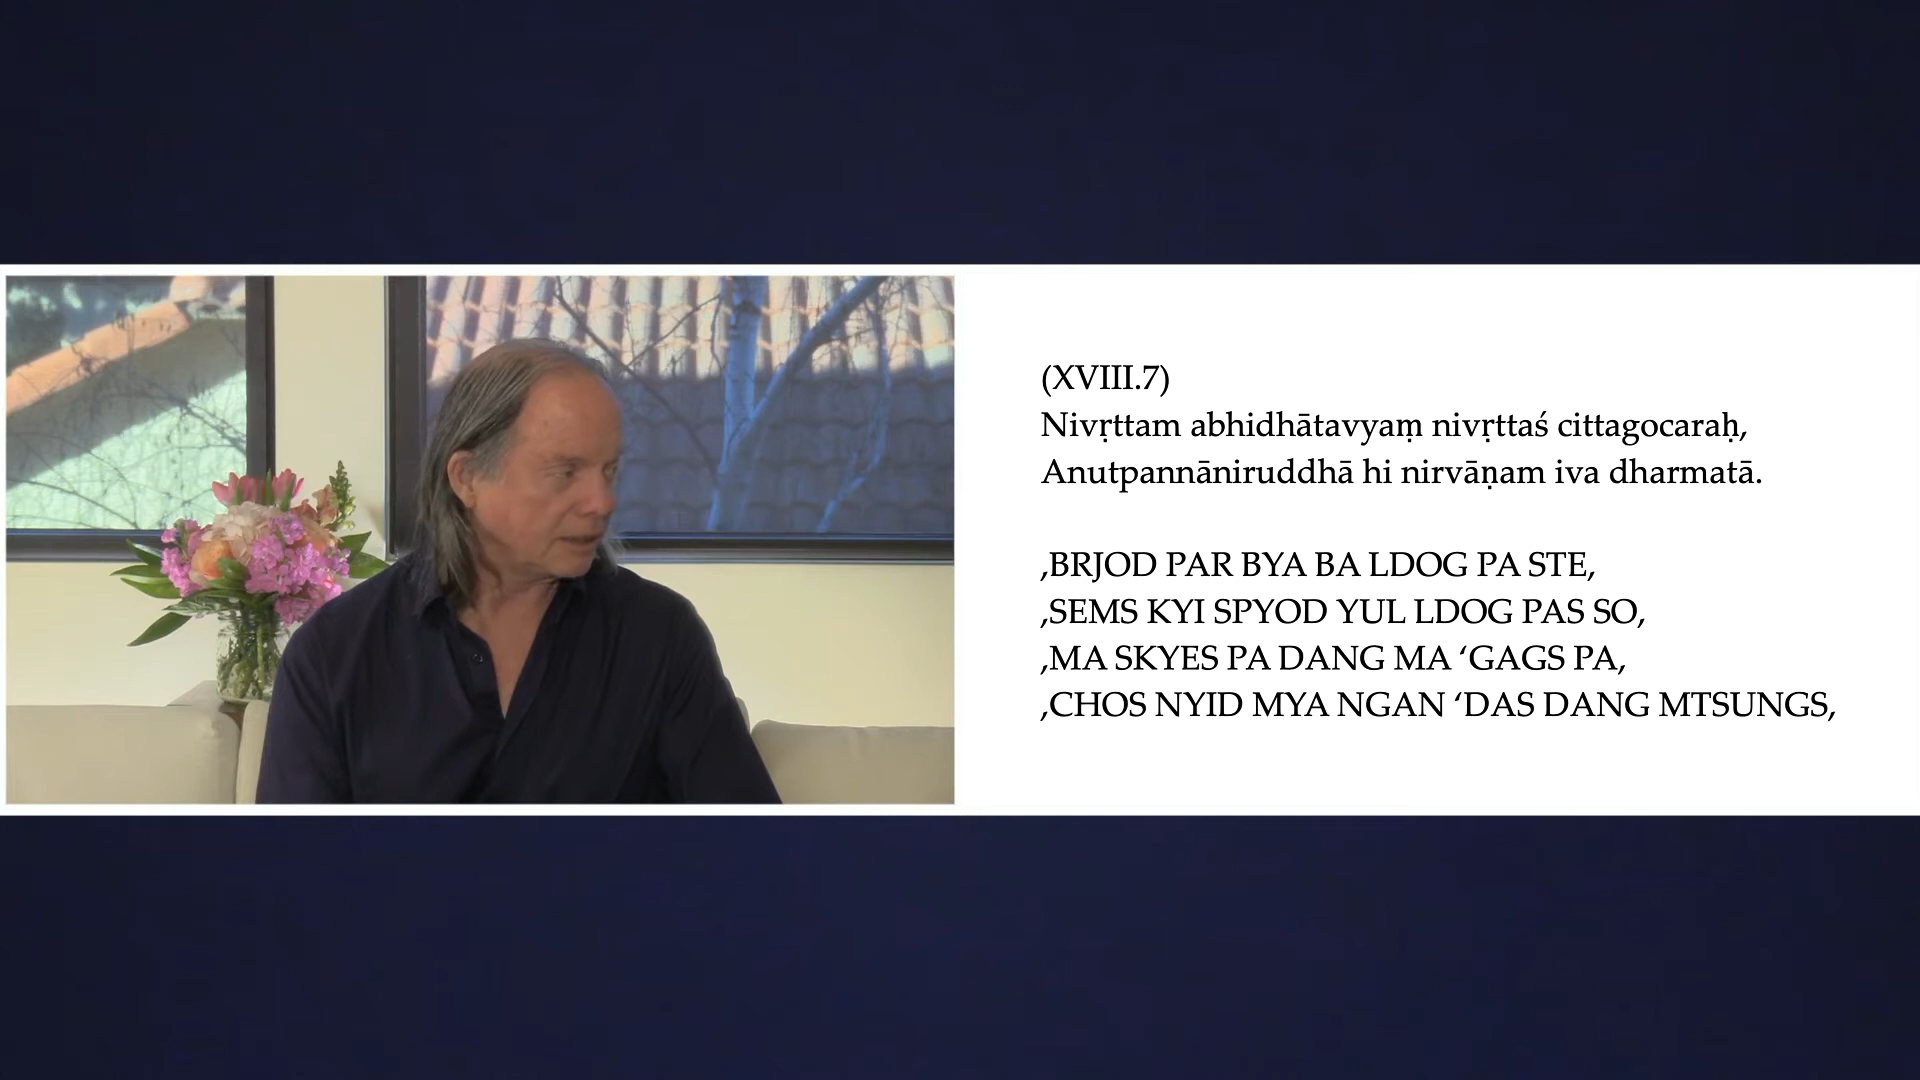 (XVIII.7)
Nivṛttam abhidhātavyaṃ nivṛttaś cittagocaraḥ,
Anutpannāniruddhā hi nirvāṇam iva dharmatā.
,BRJOD PAR BYA BA LDOG PA STE,
,SEMS KYI SPYOD YUL LDOG PAS SO,
,MA SKYES PA DANG MA ‘GAGS PA,
,CHOS NYID MYA NGAN ‘DAS DANG MTSUNGS,